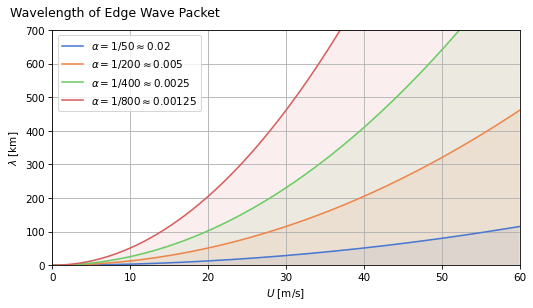 Wavelength of Edge Wave Packet
700
600
500
400
300
200
100
0
λ [km]
α = 1/50 ≈ 0.02
α = 1/200 ≈ 0.005
α = 1/400 ≈ 0.0025
α = 1/800 ≈ 0.00125
0 10 20 30 40 50 60
U [m/s]